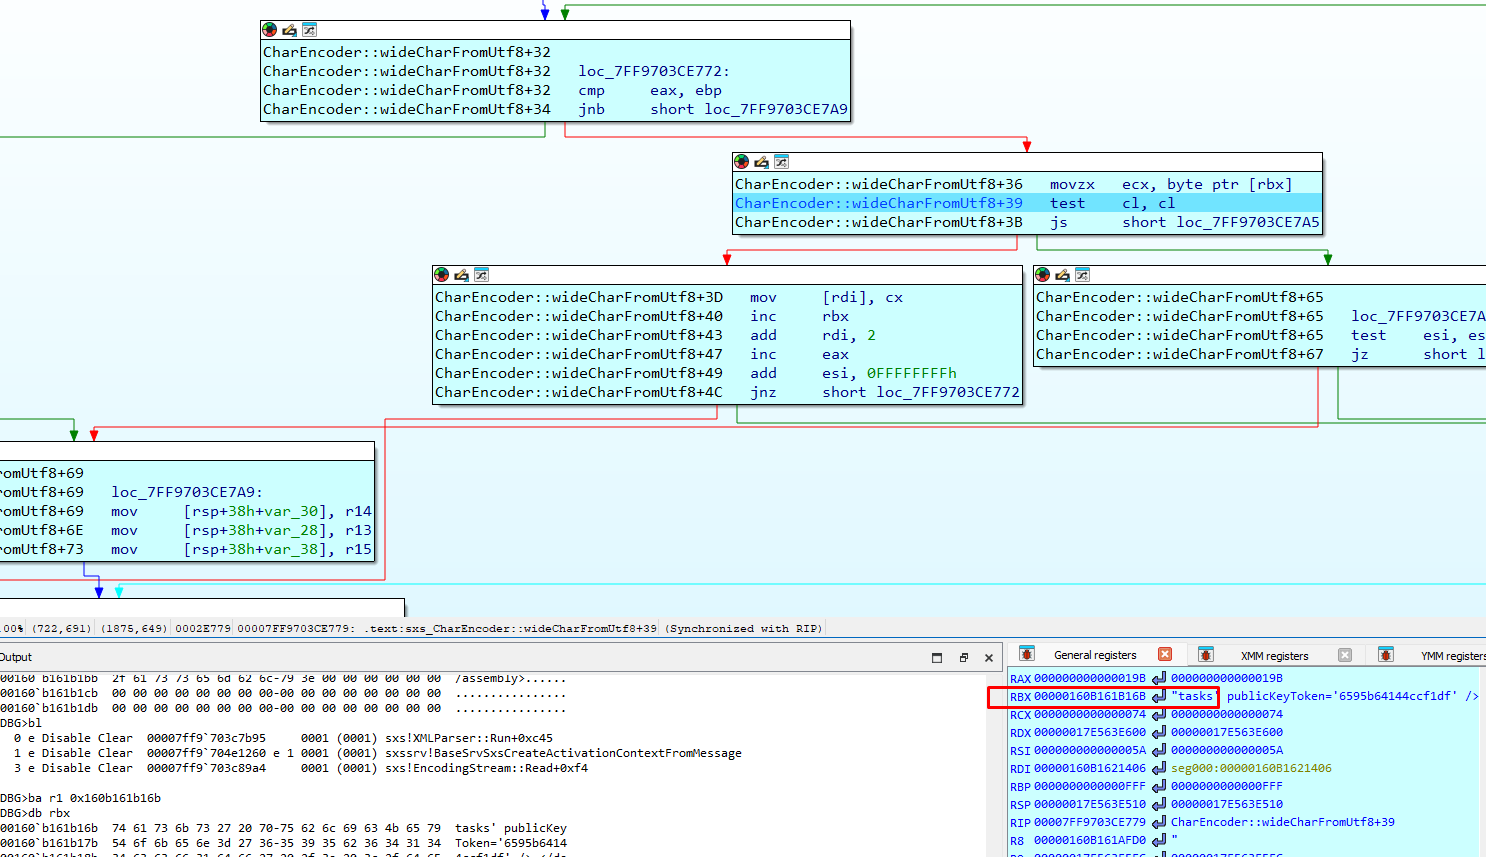 CharEncoder::wideCharFromUtf8+32
CharEncoder::wideCharFromUtf8+32 loc_7FF9703CE772:
CharEncoder::wideCharFromUtf8+32 cmp eax, ebp
CharEncoder::wideCharFromUtf8+34 jnb short loc_7FF9703CE7A9
CharEncoder::wideCharFromUtf8+36 movzx ecx, byte ptr [rbx]
CharEncoder::wideCharFromUtf8+39 test cl, cl
CharEncoder::wideCharFromUtf8+3B js short loc_7FF9703CE7A5
CharEncoder::wideCharFromUtf8+3D mov [rdi], cx
CharEncoder::wideCharFromUtf8+40 inc rbx
CharEncoder::wideCharFromUtf8+43 add rdi, 2
CharEncoder::wideCharFromUtf8+47 inc eax
CharEncoder::wideCharFromUtf8+49 add esi, 0FFFFFFFFh
CharEncoder::wideCharFromUtf8+4C jnz short loc_7FF9703CE772
CharEncoder::wideCharFromUtf8+65
CharEncoder::wideCharFromUtf8+65 loc_7FF9703CE7A
CharEncoder::wideCharFromUtf8+65 test esi, es
CharEncoder::wideCharFromUtf8+67 jz short l
romUtf8+69
romUtf8+69 loc_7FF9703CE7A9:
romUtf8+69 mov [rsp+38h+var_30], r14
romUtf8+6E mov [rsp+38h+var_28], r13
romUtf8+73 mov [rsp+38h+var_38], r15
00% (722,691) (1875,649) 0002E779 00007FF9703CE779: .text:sxs_CharEncoder::wideCharFromUtf8+39 (Synchronized with RIP)
Output
00160`b161b1bb 2f 61 73 73 65 6d 62 6c-79 3e 00 00 00 00 00 00 /assembly>......
00160`b161b1cb 00 00 00 00 00 00 00 00-00 00 00 00 00 00 00 00 ................
00160`b161b1db 00 00 00 00 00 00 00 00-00 00 00 00 00 00 00 00 ................
DBG>bl
0 e Disable Clear 00007ff9`703c7b95 0001 (0001) sxs!XMLParser::Run+0xc45
1 e Disable Clear 00007ff9`704e1260 e 1 0001 (0001) sxssrv!BaseSrvSxsCreateActivationContextFromMessage
3 e Disable Clear 00007ff9`703c89a4 0001 (0001) sxs!EncodingStream::Read+0xf4
DBG>ba r1 0x160b161b16b
DBG>db rbx
00160`b161b16b 74 61 73 6b 73 27 20 70-75 62 6c 69 63 4b 65 79 tasks' publicKey
00160`b161b17b 54 6f 6b 65 6e 3d 27 36-35 39 35 62 36 34 31 34 Token='6595b6414
General registers
XMM registers
YMM registers
RAX 000000000000019B 000000000000019B
RBX 00000160B161B16B "tasks' publicKeyToken='6595b64144ccf1df' />
RCX 0000000000000074 0000000000000074
RDX 00000017E563E600 00000017E563E600
RSI 000000000000005A 000000000000005A
RDI 00000160B1621406 seg000:00000160B1621406
RBP 0000000000000FFF 0000000000000FFF
RSP 00000017E563E510 00000017E563E510
RIP 00007FF9703CE779 CharEncoder::wideCharFromUtf8+39
R8 00000160B161AFD0 "